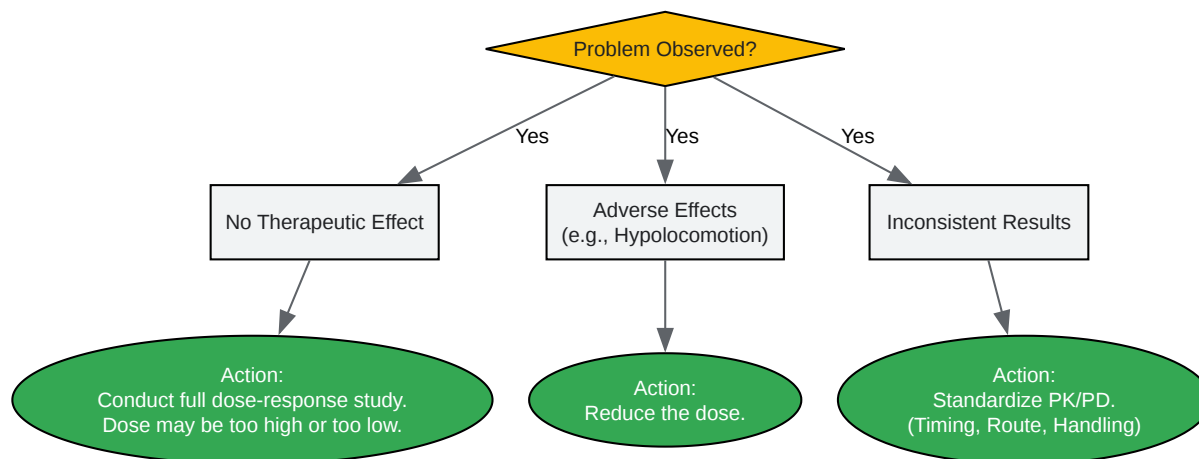 Problem Observed?
Yes
Yes
Yes
No Therapeutic Effect
Adverse Effects
(e.g., Hypolocomotion)
Inconsistent Results
Action:
Conduct full dose-response study.
Dose may be too high or too low.
Action:
Reduce the dose.
Action:
Standardize PK/PD.
(Timing, Route, Handling)